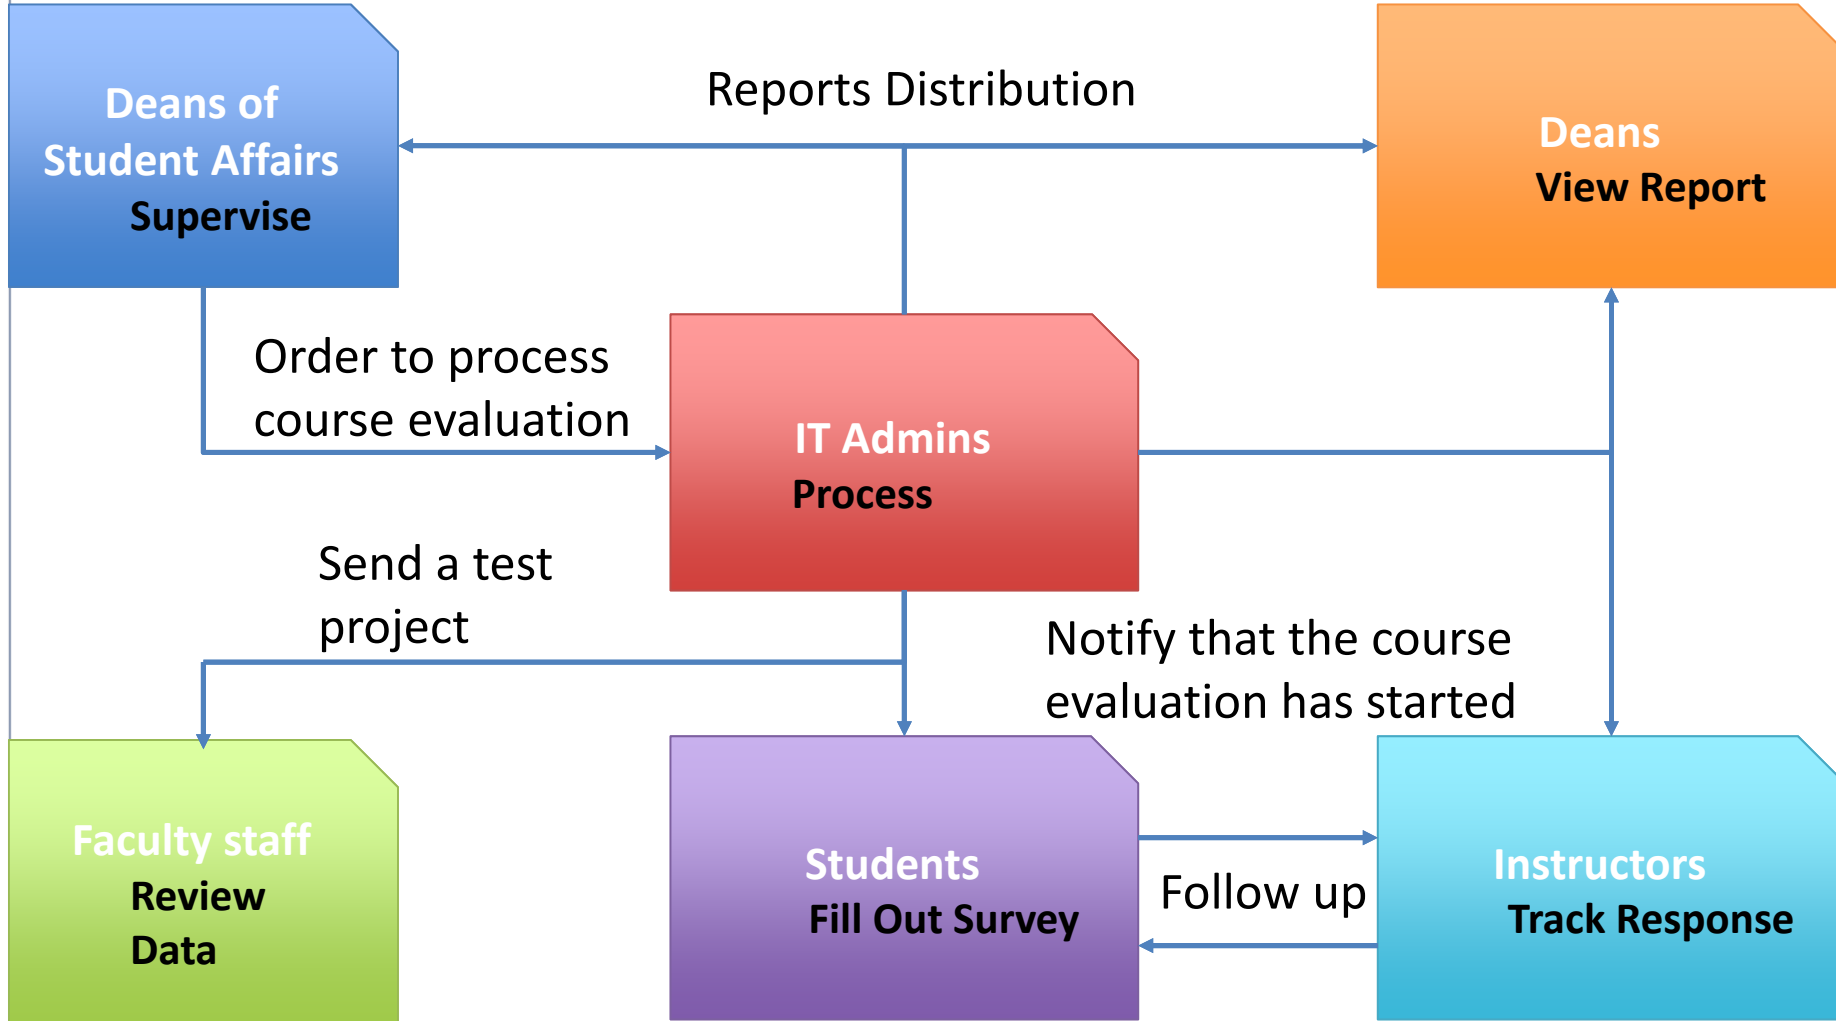 Deans of
Student Affairs
Supervise
Reports Distribution
Deans
View Report
Order to process
course evaluation
IT Admins
Process
Send a test
project
Notify that the course
evaluation has started
Faculty staff
Review
Data
Students
Fill Out Survey
Follow up
Instructors
Track Response